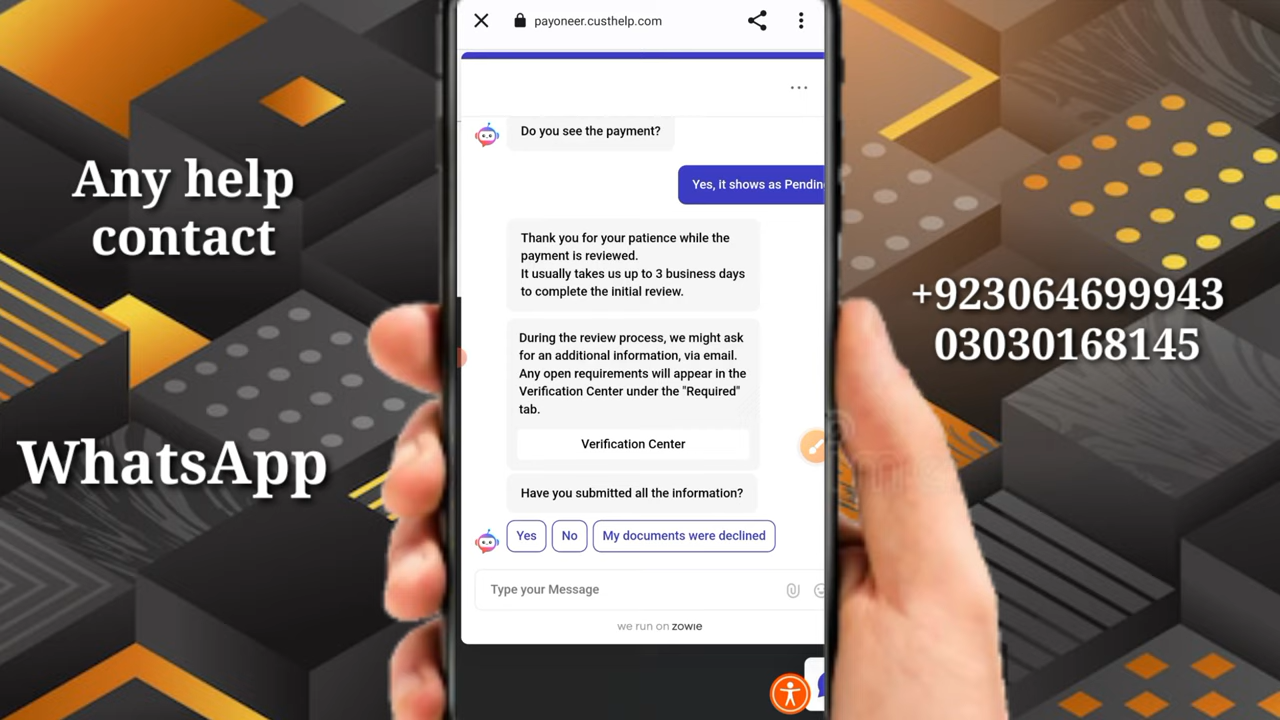 payoneer.custhelp.com
Any help
contact
WhatsApp
Do you see the payment?
Yes, it shows as Pendin
Thank you for your patience while the
payment is reviewed.
It usually takes us up to 3 business days
to complete the initial review.
During the review process, we might ask
for an additional information, via email.
Any open requirements will appear in the
Verification Center under the "Required"
tab.
Verification Center
Have you submitted all the information?
Yes
No
My documents were declined
Type your Message
we run on zowie
+923064699943
03030168145